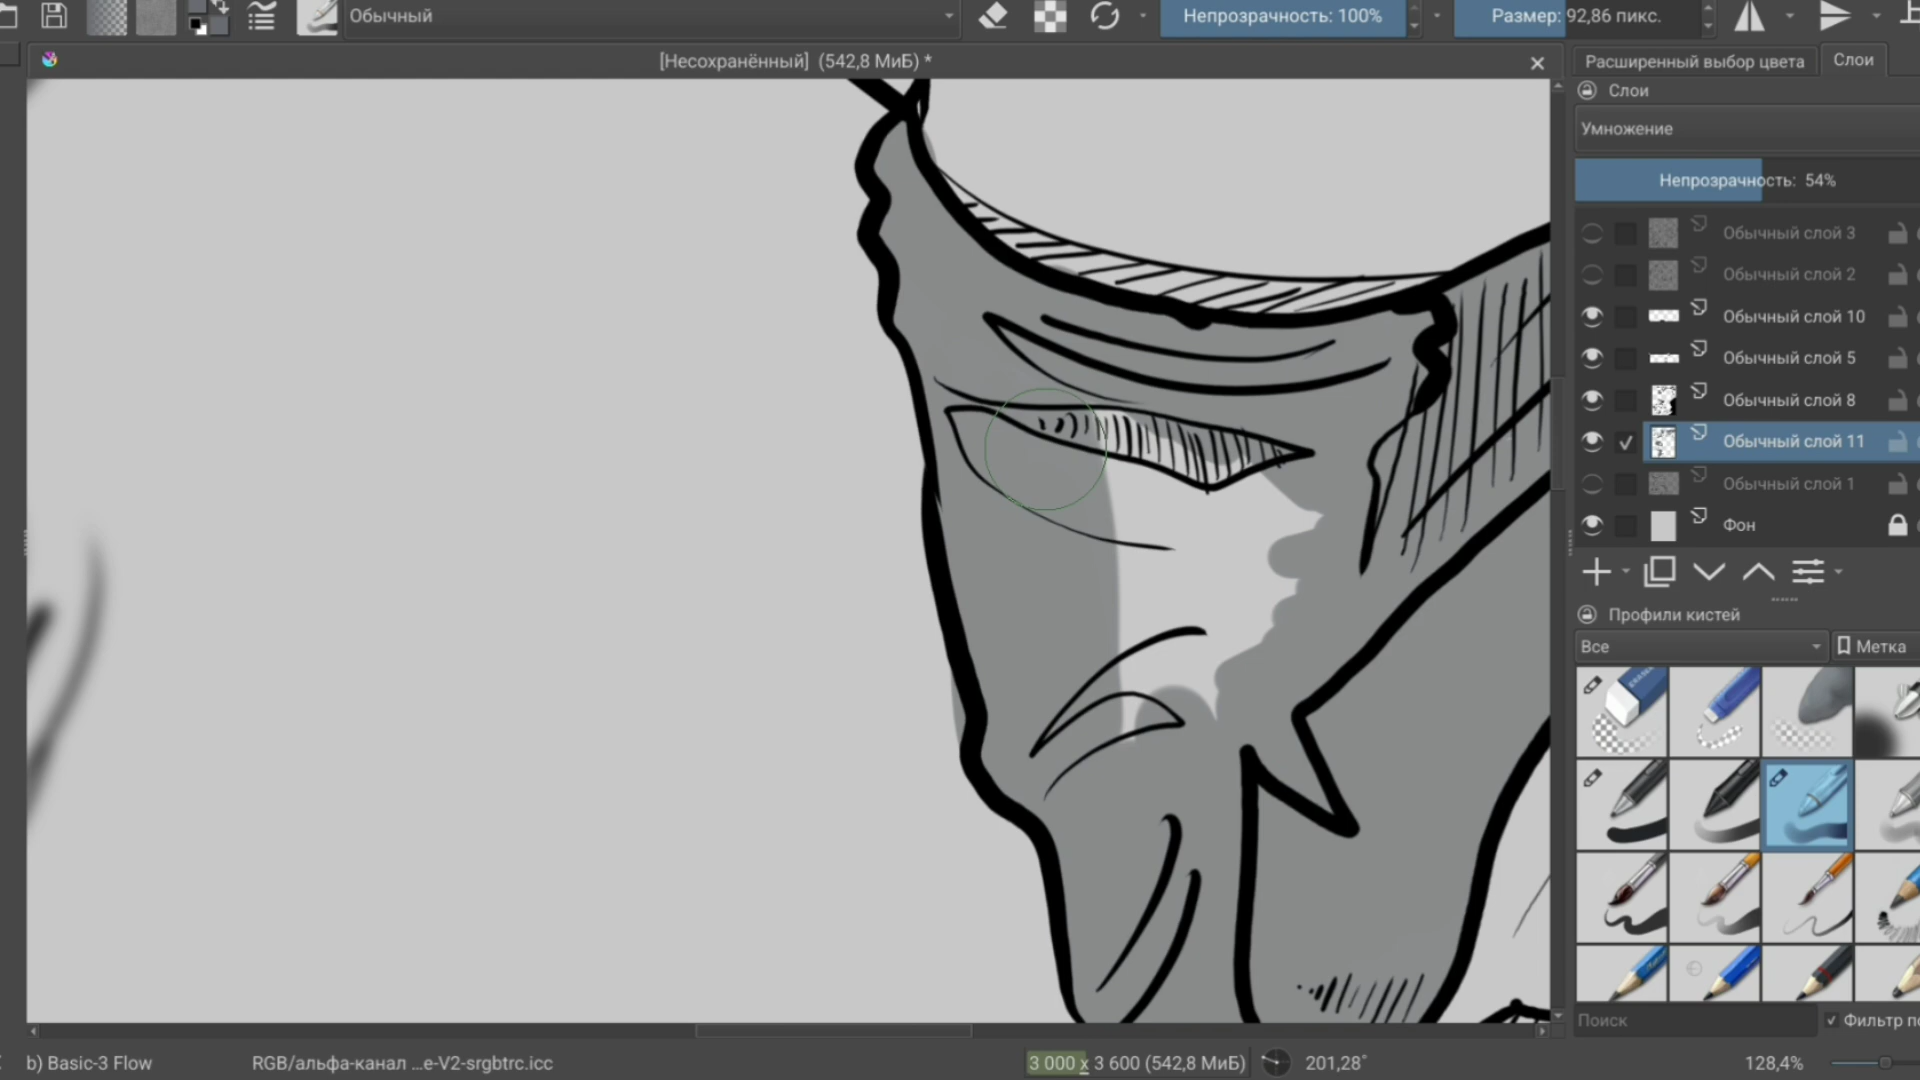 Обычный
Непрозрачность: 100%
Размер: 92,86 пикс.
[Несохранённый] (542,8 МиБ) *
Расширенный выбор цвета
Слои
Слои
Умножение
Непрозрачность: 54%
Обычный слой 3
Обычный слой 2
Обычный слой 10
Обычный слой 5
Обычный слой 8
Обычный слой 11
Обычный слой 1
Фон
Профили кистей
Все
Метка
Поиск
Фильтр по
b) Basic-3 Flow
RGB/альфа-канал ...e-V2-srgbtrc.icc
3 000 x 3 600 (542,8 МиБ)
201,28°
128,4%